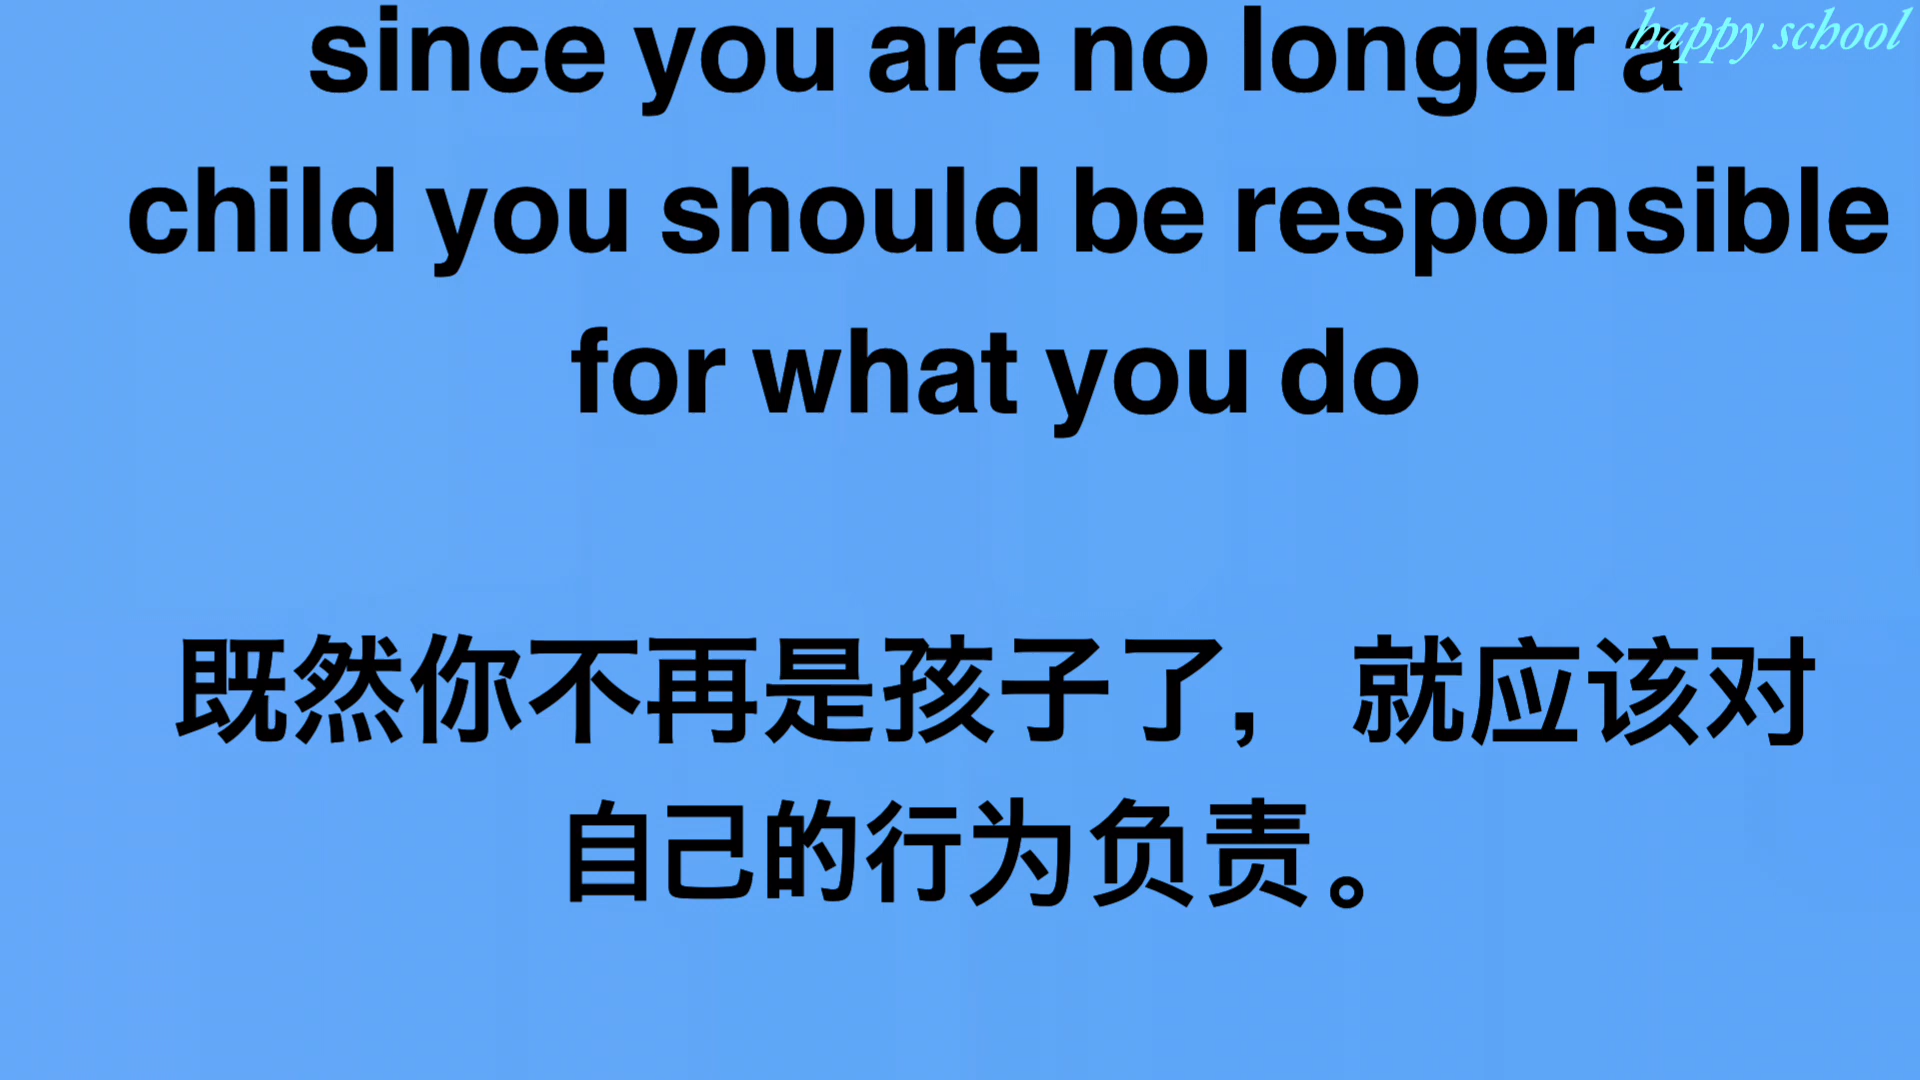 since you are no longer a
happy school
child you should be responsible
for what you do
既然你不再是孩子了，就应该对
自己的行为负责。